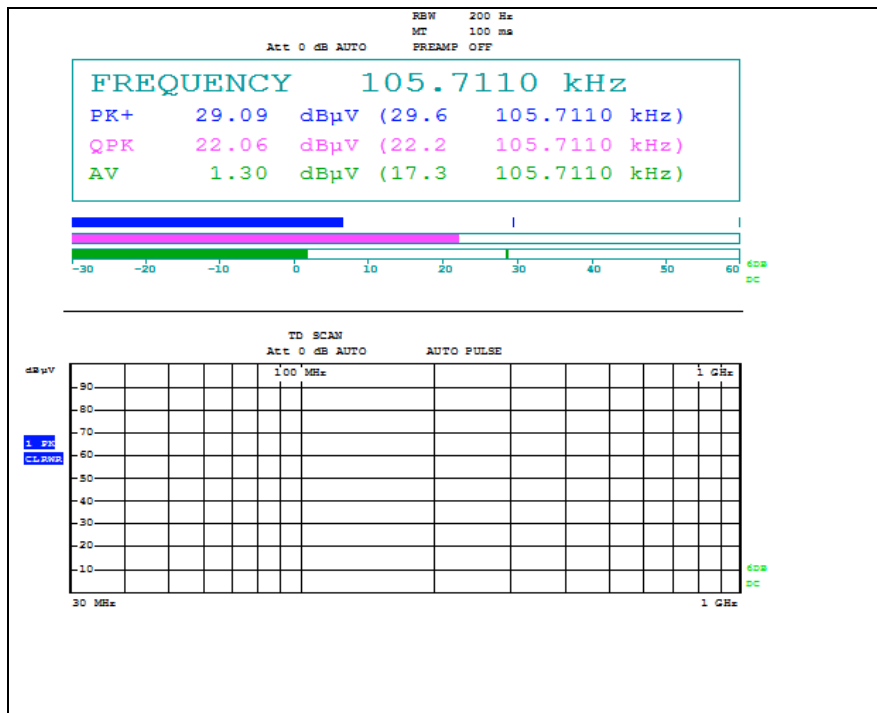 RBW 200 Hz
MT 100 ms
Att 0 dB AUTO PREAMP OFF
FREQUENCY 105.7110 kHz
PK+ 29.09 dBµV (29.6 105.7110 kHz)
QPK 22.06 dBµV (22.2 105.7110 kHz)
AV 1.30 dBµV (17.3 105.7110 kHz)
-30 -20 -10 0 10 20 30 40 50 60
6DB
DC
TD SCAN
Att 0 dB AUTO AUTO PULSE
dBµV
100 MHz 1 GHz
90
80
70
1 PK
CLRWR
60
50
40
30
20
10
6DB
DC
30 MHz 1 GHz